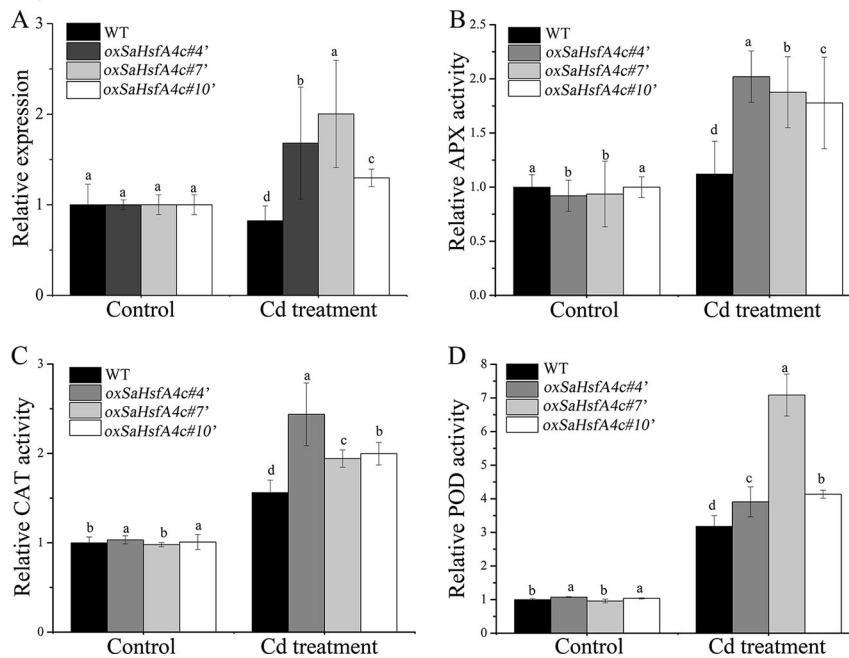 A
Relative expression
3
2
1
0
WT
oxSaHsfA4c#4'
oxSaHsfA4c#7'
oxSaHsfA4c#10'
a
a
a
a
d
b
a
c
Control
Cd treatment
B
Relative APX activity
2.5
2.0
1.5
1.0
0.5
0.0
WT
oxSaHsfA4c#4'
oxSaHsfA4c#7'
oxSaHsfA4c#10'
a
b
b
a
d
a
b
c
Control
Cd treatment
C
Relative CAT activity
3
2
1
0
WT
oxSaHsfA4c#4'
oxSaHsfA4c#7'
oxSaHsfA4c#10'
b
a
b
a
d
a
c
b
Control
Cd treatment
D
Relative POD activity
8
7
6
5
4
3
2
1
0
WT
oxSaHsfA4c#4'
oxSaHsfA4c#7'
oxSaHsfA4c#10'
b
a
b
a
d
c
a
b
Control
Cd treatment